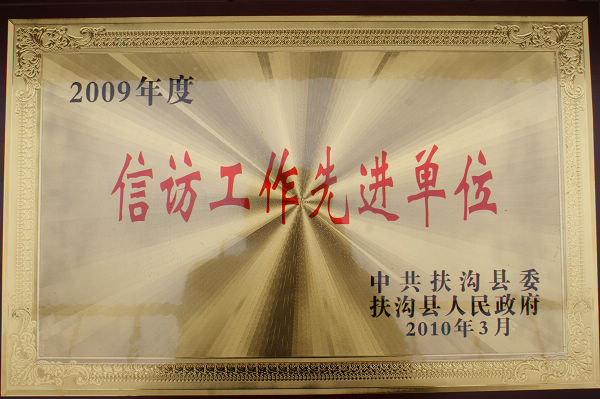 2009年度
信访工作先进单位
中共扶沟县委
扶沟县人民政府
2010年3月